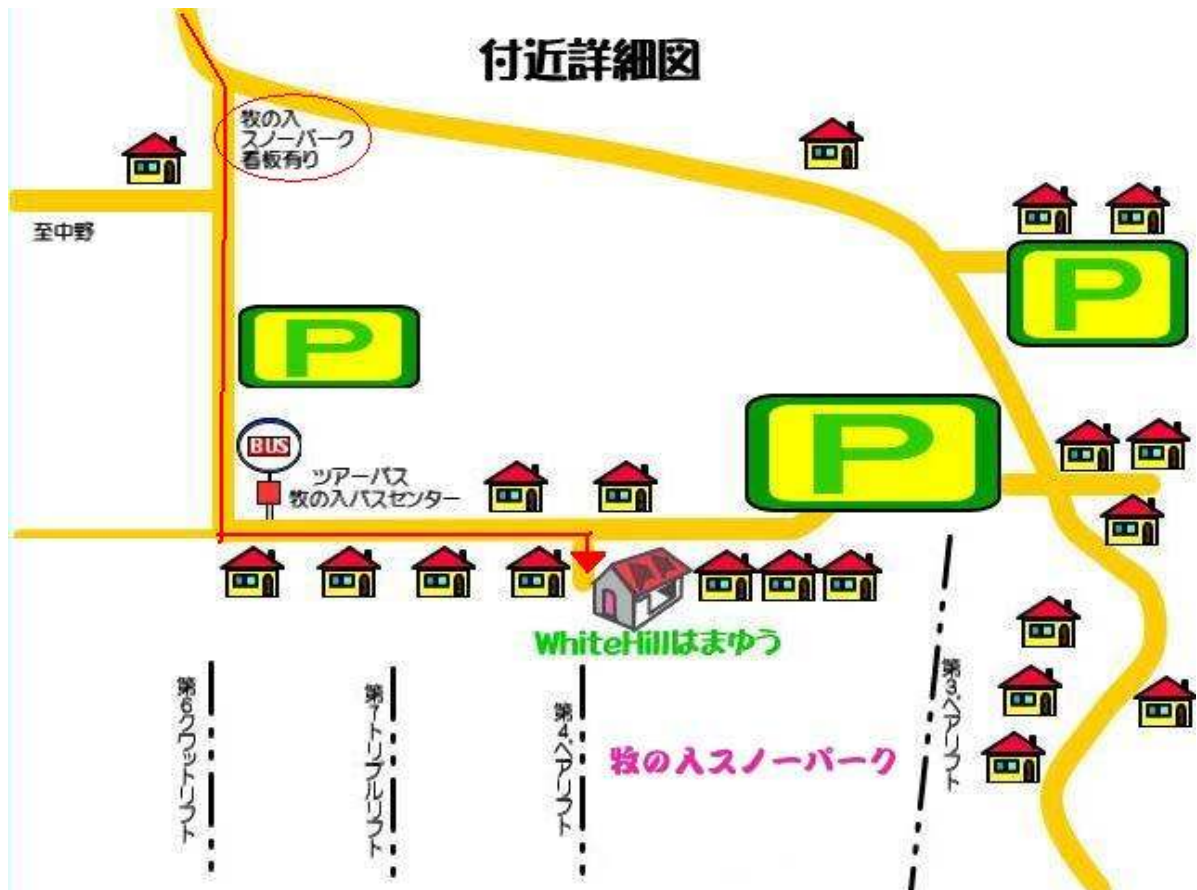 付近詳細図
牧の入
スノーパーク
看板有り
至中野
P
P
P
BUS
ツアーバス
牧の入バスセンター
WhiteHillはまゆう
第6クワットリフト
第7トリプルリフト
第4ペアリフト
牧の入スノーパーク
第3ペアリフト